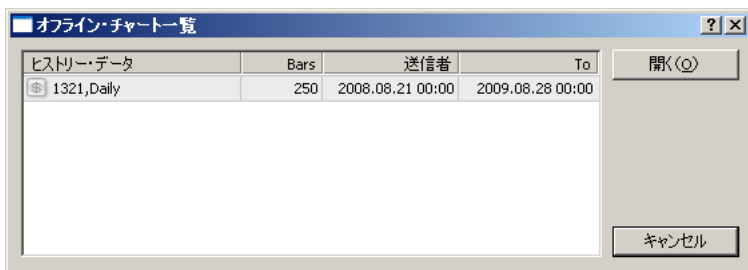 オフライン・チャート一覧
ヒストリー・データ Bars 送信者 To
1321,Daily 250 2008.08.21 00:00 2009.08.28 00:00
開く(O)
キャンセル